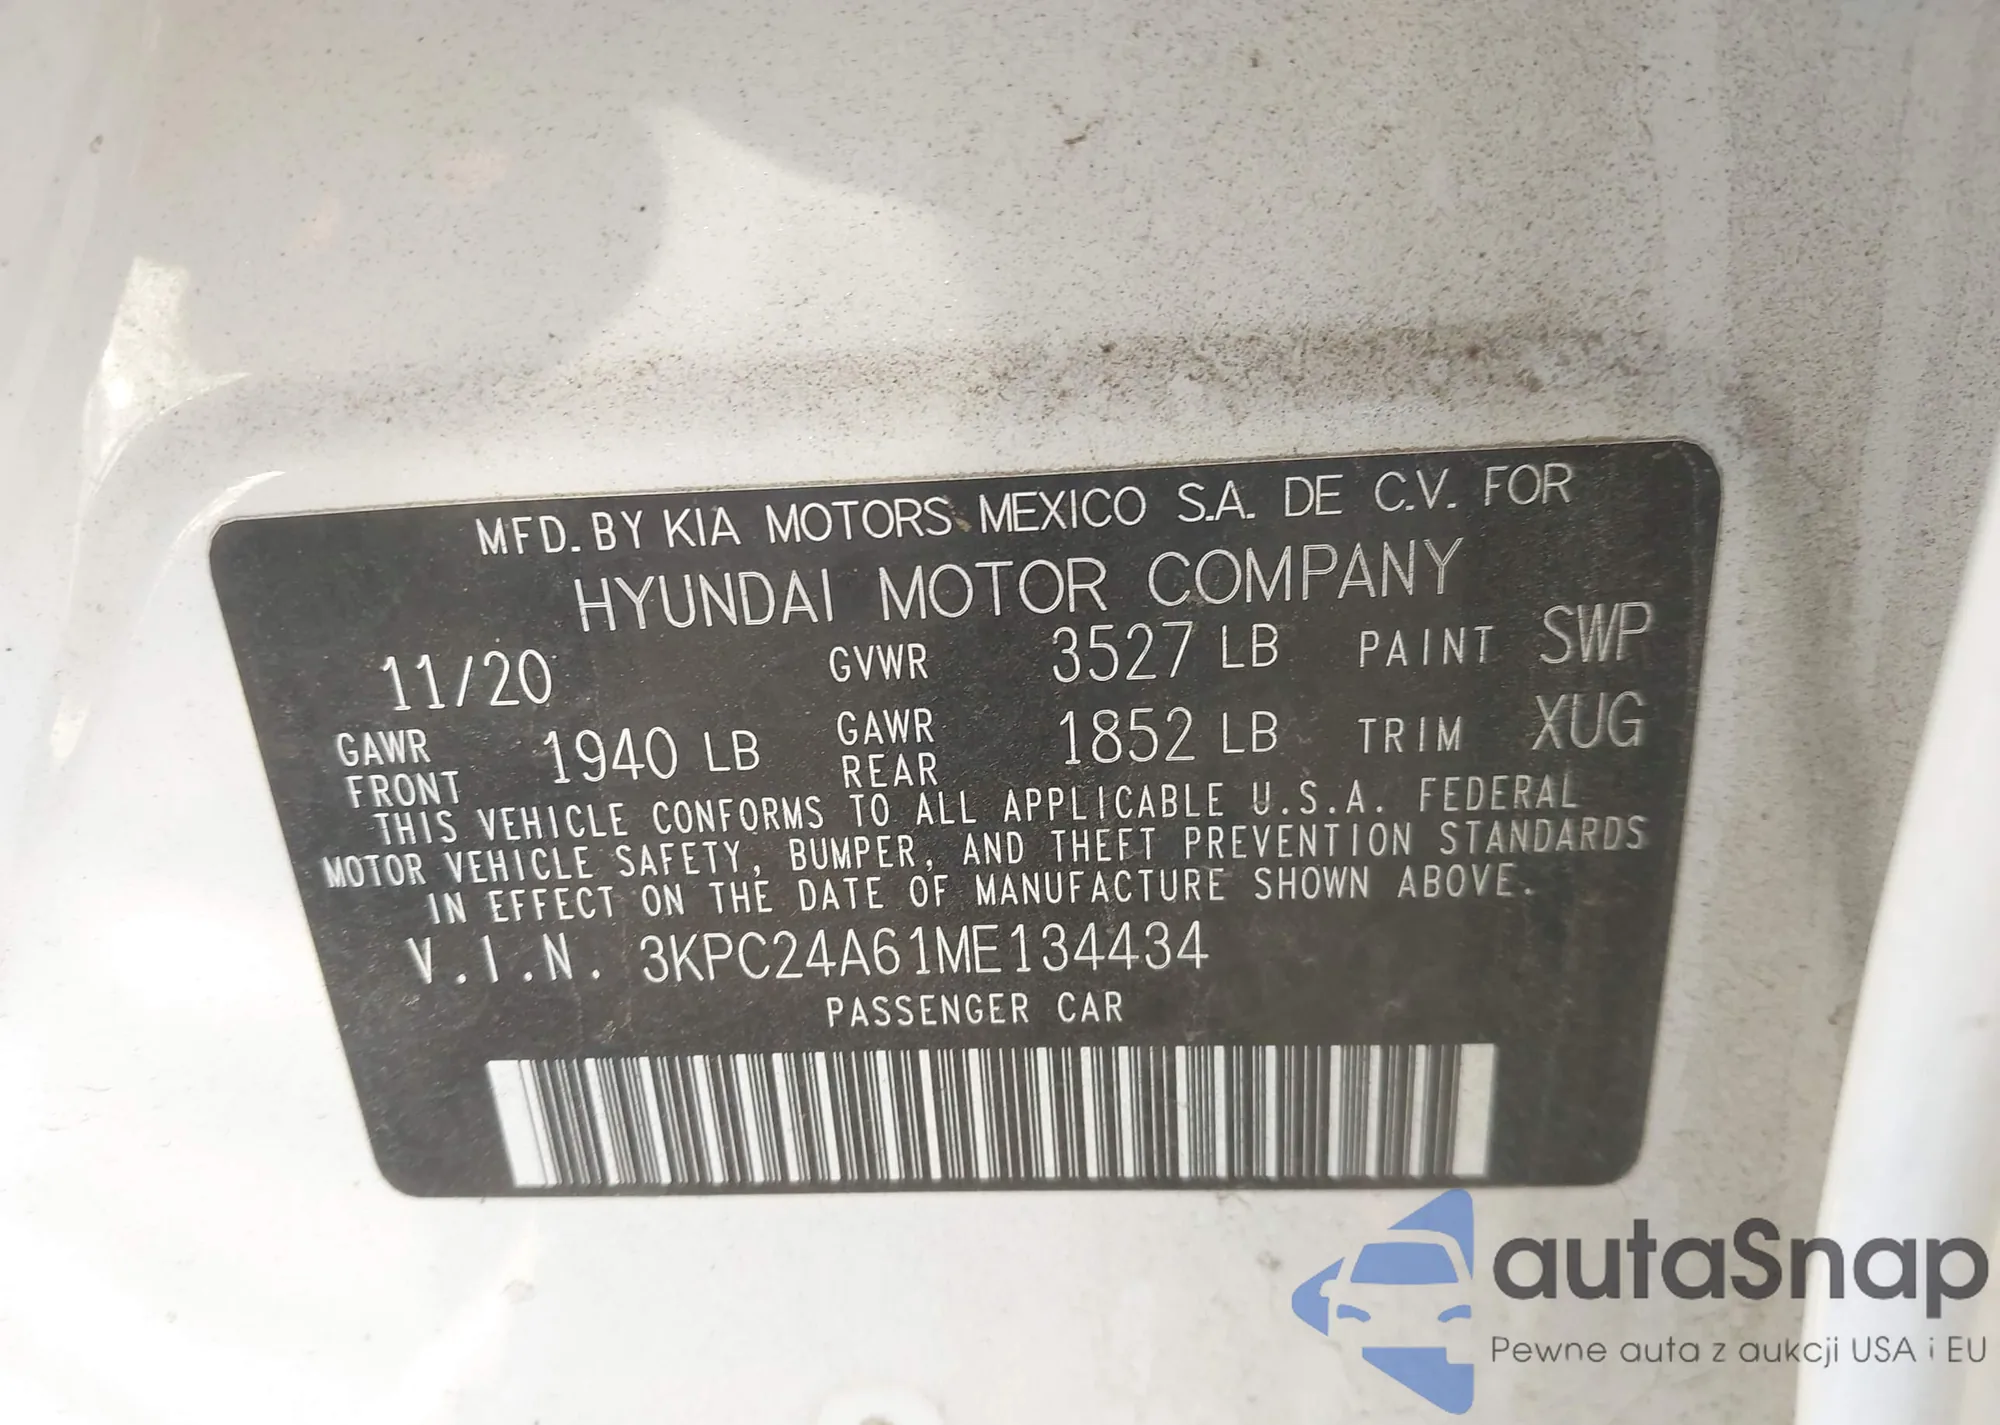 MFD. BY KIA MOTORS MEXICO S.A. DE C.V. FOR
HYUNDAI MOTOR COMPANY
11/20 GVWR 3527 LB PAINT SWP
GAWR FRONT 1940 LB GAWR REAR 1852 LB TRIM XUG
THIS VEHICLE CONFORMS TO ALL APPLICABLE U.S.A. FEDERAL
MOTOR VEHICLE SAFETY, BUMPER, AND THEFT PREVENTION STANDARDS
IN EFFECT ON THE DATE OF MANUFACTURE SHOWN ABOVE.
V.I.N. 3KPC24A61ME134434
PASSENGER CAR
autaSnap
Pewne auta z aukcji USA i EU